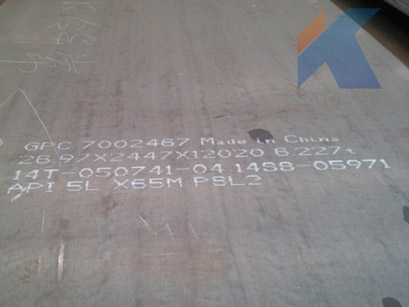 GPC 7002467 Made in China
26.97X2447X12020 6.227t
14T-050741-04 14S8-05971
API 5L X65M PSL2